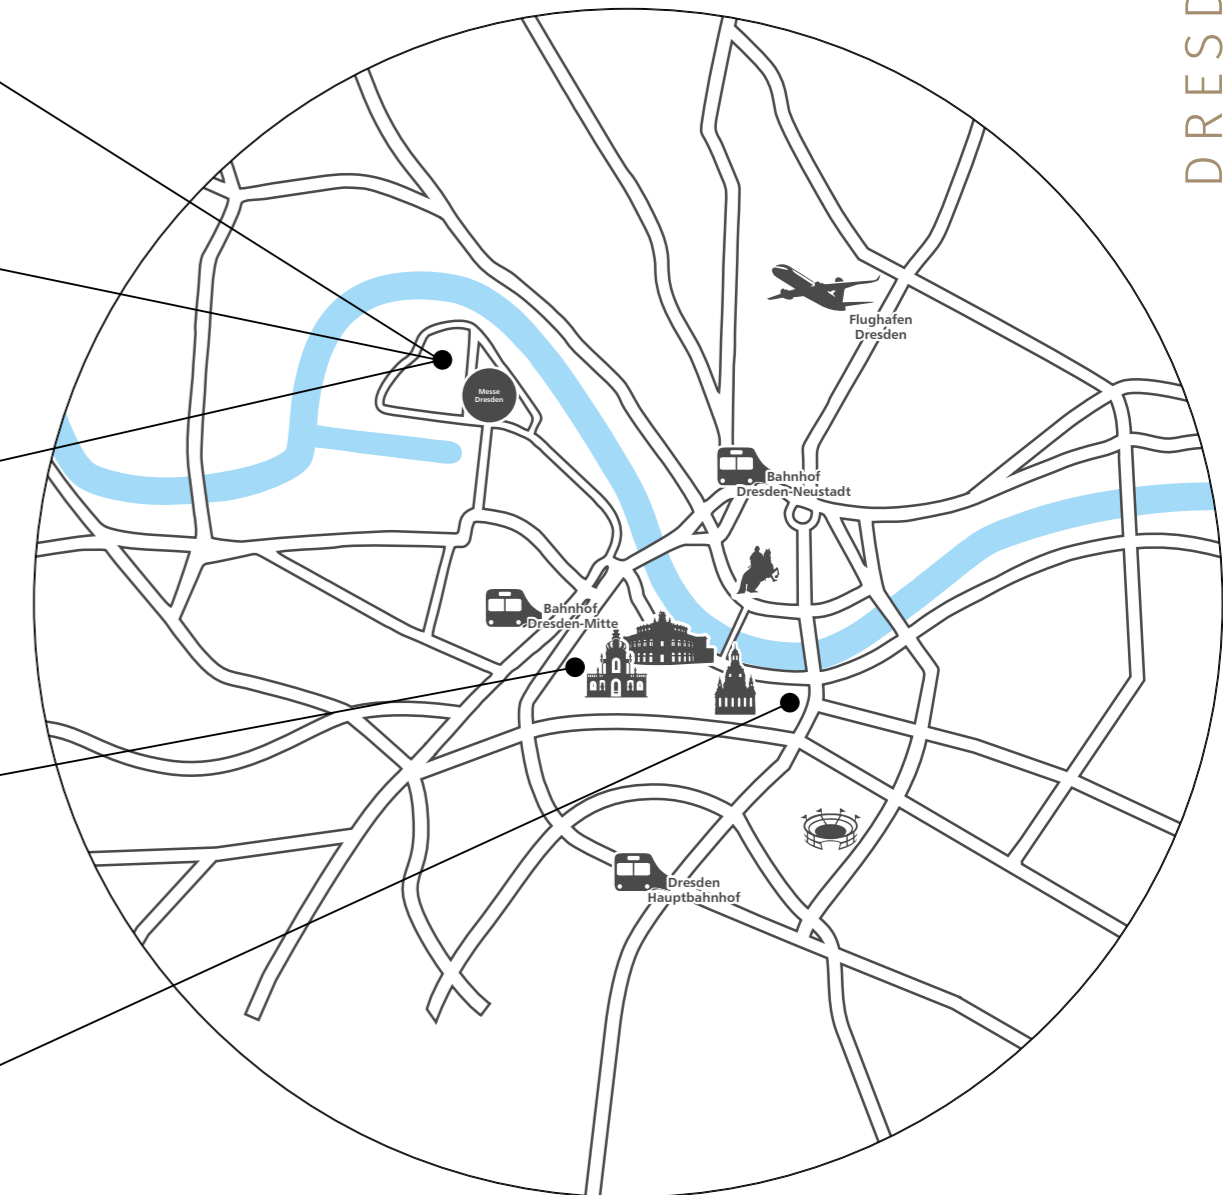 DRESD
Flughafen
Dresden
Messe
Dresden
Bahnhof
Dresden-Neustadt
Bahnhof
Dresden-Mitte
Dresden
Hauptbahnhof